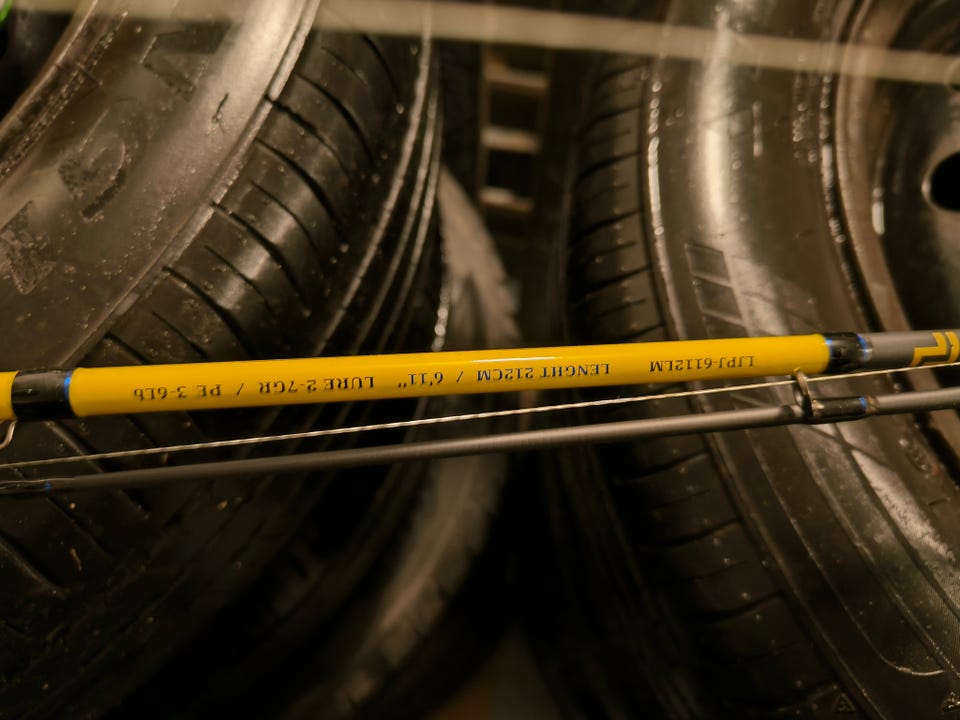 LJPJ-6112LM LENGHT 212CM / 6'11" LURE 2-7GR / PE 3-6Lb